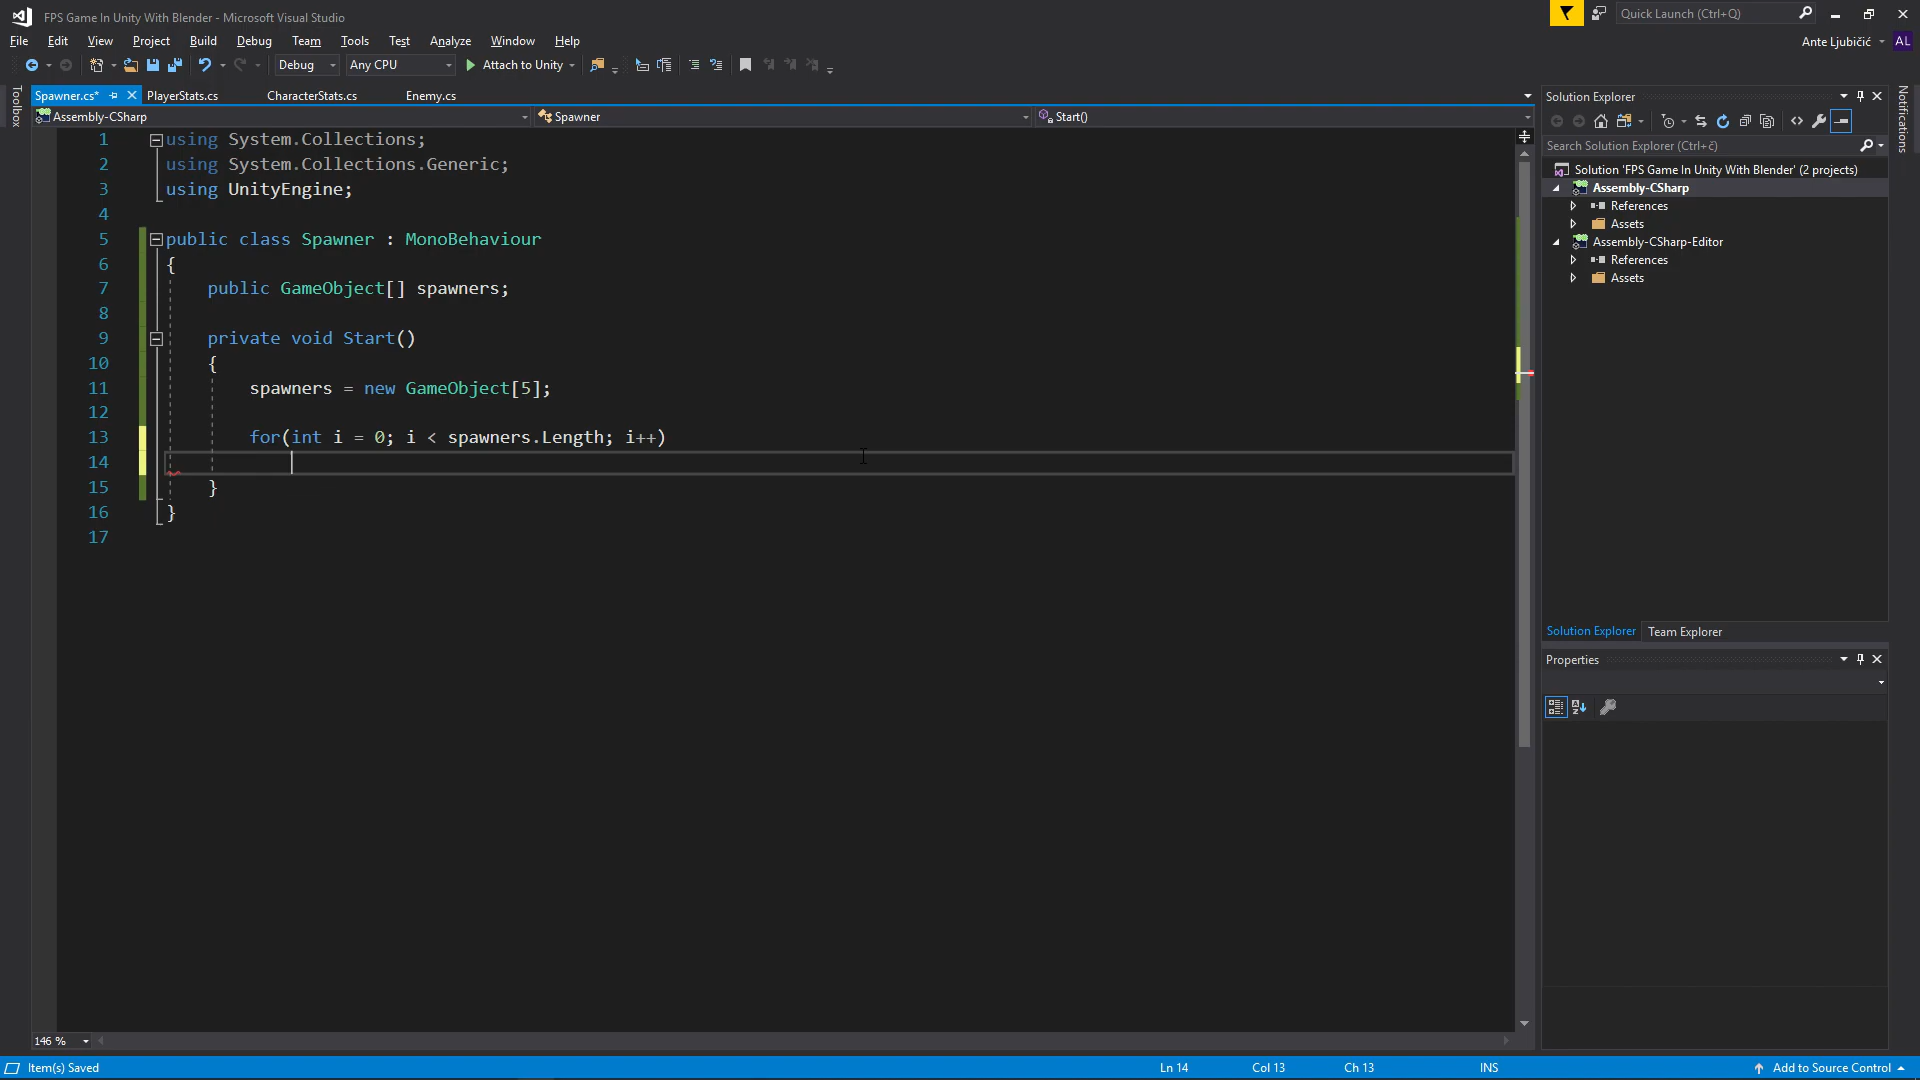 FPS Game In Unity With Blender - Microsoft Visual Studio
Quick Launch (Ctrl+Q)
File Edit View Project Build Debug Team Tools Test Analyze Window Help
Ante Ljubičić AL
Debug Any CPU Attach to Unity
Toolbox
Spawner.cs* PlayerStats.cs CharacterStats.cs Enemy.cs
Assembly-CSharp Spawner Start()
1 using System.Collections;
2 using System.Collections.Generic;
3 using UnityEngine;
4
5 public class Spawner : MonoBehaviour
6 {
7 public GameObject[] spawners;
8
9 private void Start()
10 {
11 spawners = new GameObject[5];
12
13 for(int i = 0; i < spawners.Length; i++)
14
15 }
16 }
17
146 %
Solution Explorer
Search Solution Explorer (Ctrl+č)
Solution 'FPS Game In Unity With Blender' (2 projects)
Assembly-CSharp
References
Assets
Assembly-CSharp-Editor
References
Assets
Solution Explorer Team Explorer
Properties
Notifications
Item(s) Saved Ln 14 Col 13 Ch 13 INS Add to Source Control